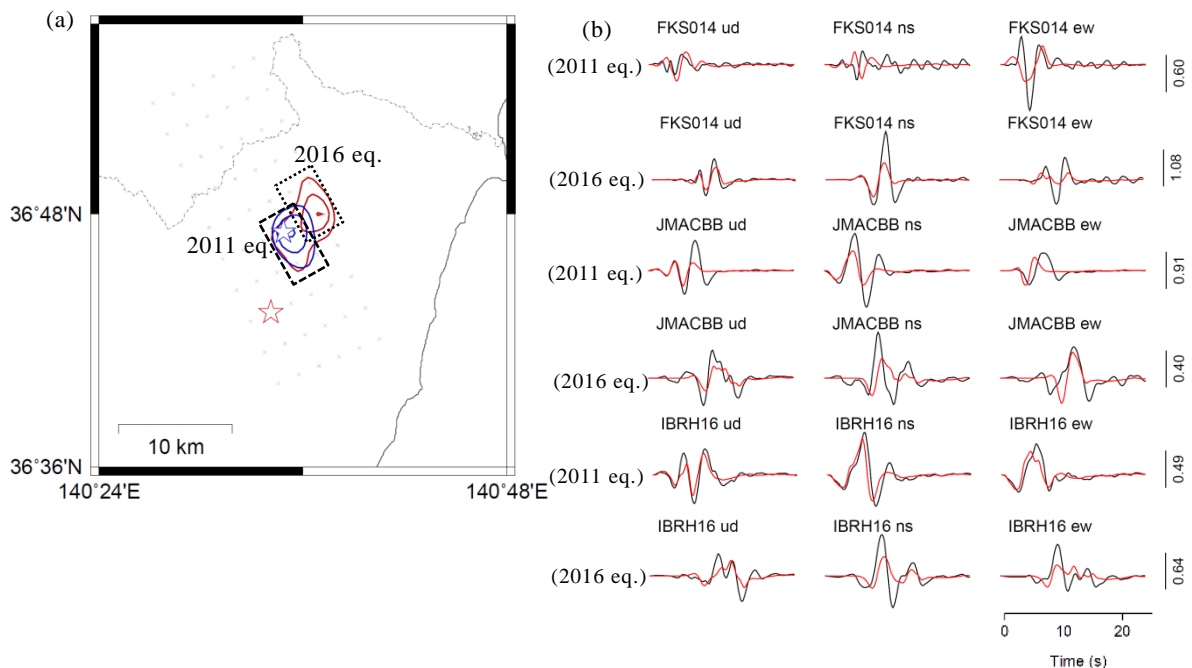 (a)
2016 eq.
36°48'N
2011 eq.
10 km
36°36'N
140°24'E
140°48'E
(b)
FKS014 ud
FKS014 ns
FKS014 ew
(2011 eq.)
0.60
FKS014 ud
FKS014 ns
FKS014 ew
(2016 eq.)
1.08
JMACBB ud
JMACBB ns
JMACBB ew
(2011 eq.)
0.91
JMACBB ud
JMACBB ns
JMACBB ew
(2016 eq.)
0.40
IBRH16 ud
IBRH16 ns
IBRH16 ew
(2011 eq.)
0.49
IBRH16 ud
IBRH16 ns
IBRH16 ew
(2016 eq.)
0.64
0 10 20
Time (s)